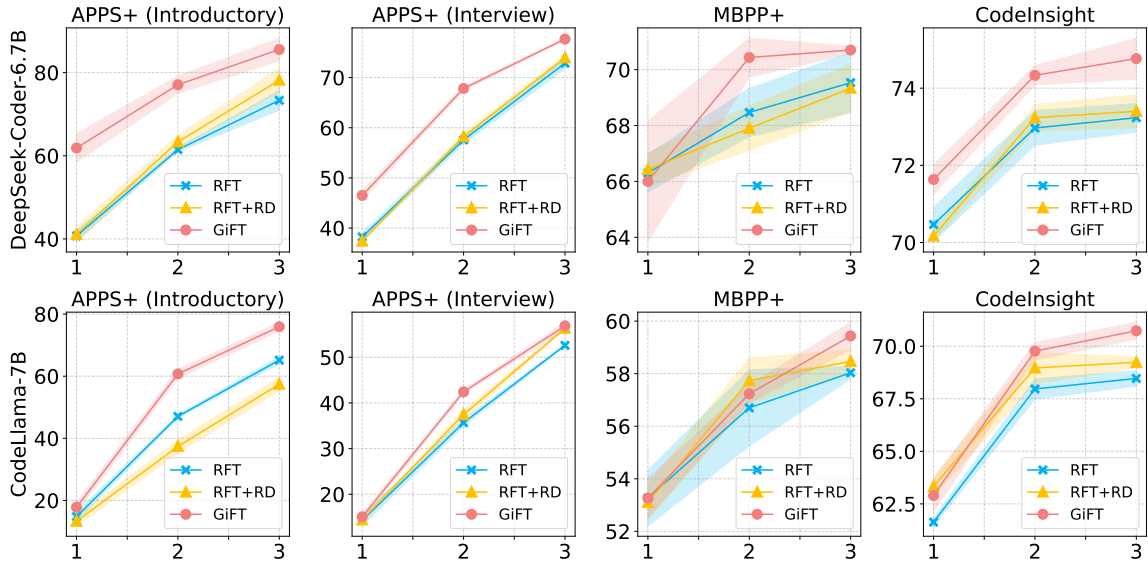 APPS+ (Introductory)
APPS+ (Interview)
MBPP+
CodeInsight
DeepSeek-Coder-6.7B
80
60
40
RFT
RFT+RD
GiFT
1
2
3
70
60
50
40
RFT
RFT+RD
GiFT
1
2
3
70
68
66
64
RFT
RFT+RD
GiFT
1
2
3
74
72
70
RFT
RFT+RD
GiFT
1
2
3
APPS+ (Introductory)
APPS+ (Interview)
MBPP+
CodeInsight
CodeLlama-7B
80
60
40
20
RFT
RFT+RD
GiFT
1
2
3
50
40
30
20
RFT
RFT+RD
GiFT
1
2
3
60
58
56
54
52
RFT
RFT+RD
GiFT
1
2
3
70.0
67.5
65.0
62.5
RFT
RFT+RD
GiFT
1
2
3